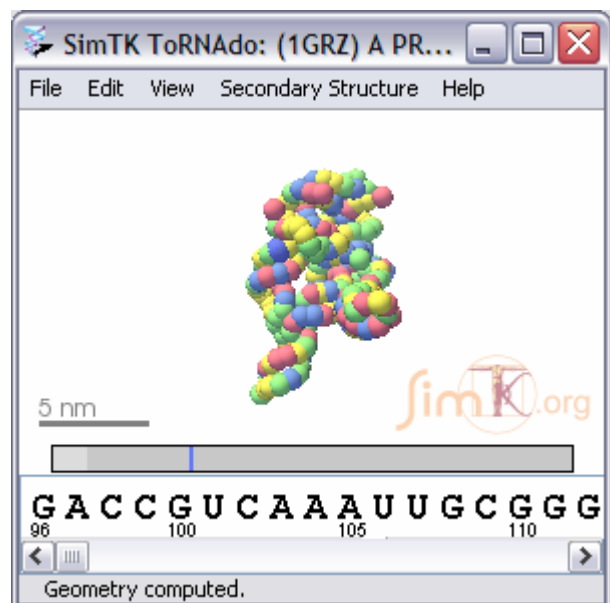 SimTK ToRNAdo: (1GRZ) A PR...
File Edit View Secondary Structure Help
5 nm
SimTK.org
G A C C G U C A A A U U G C G G G
96 100 105 110
Geometry computed.